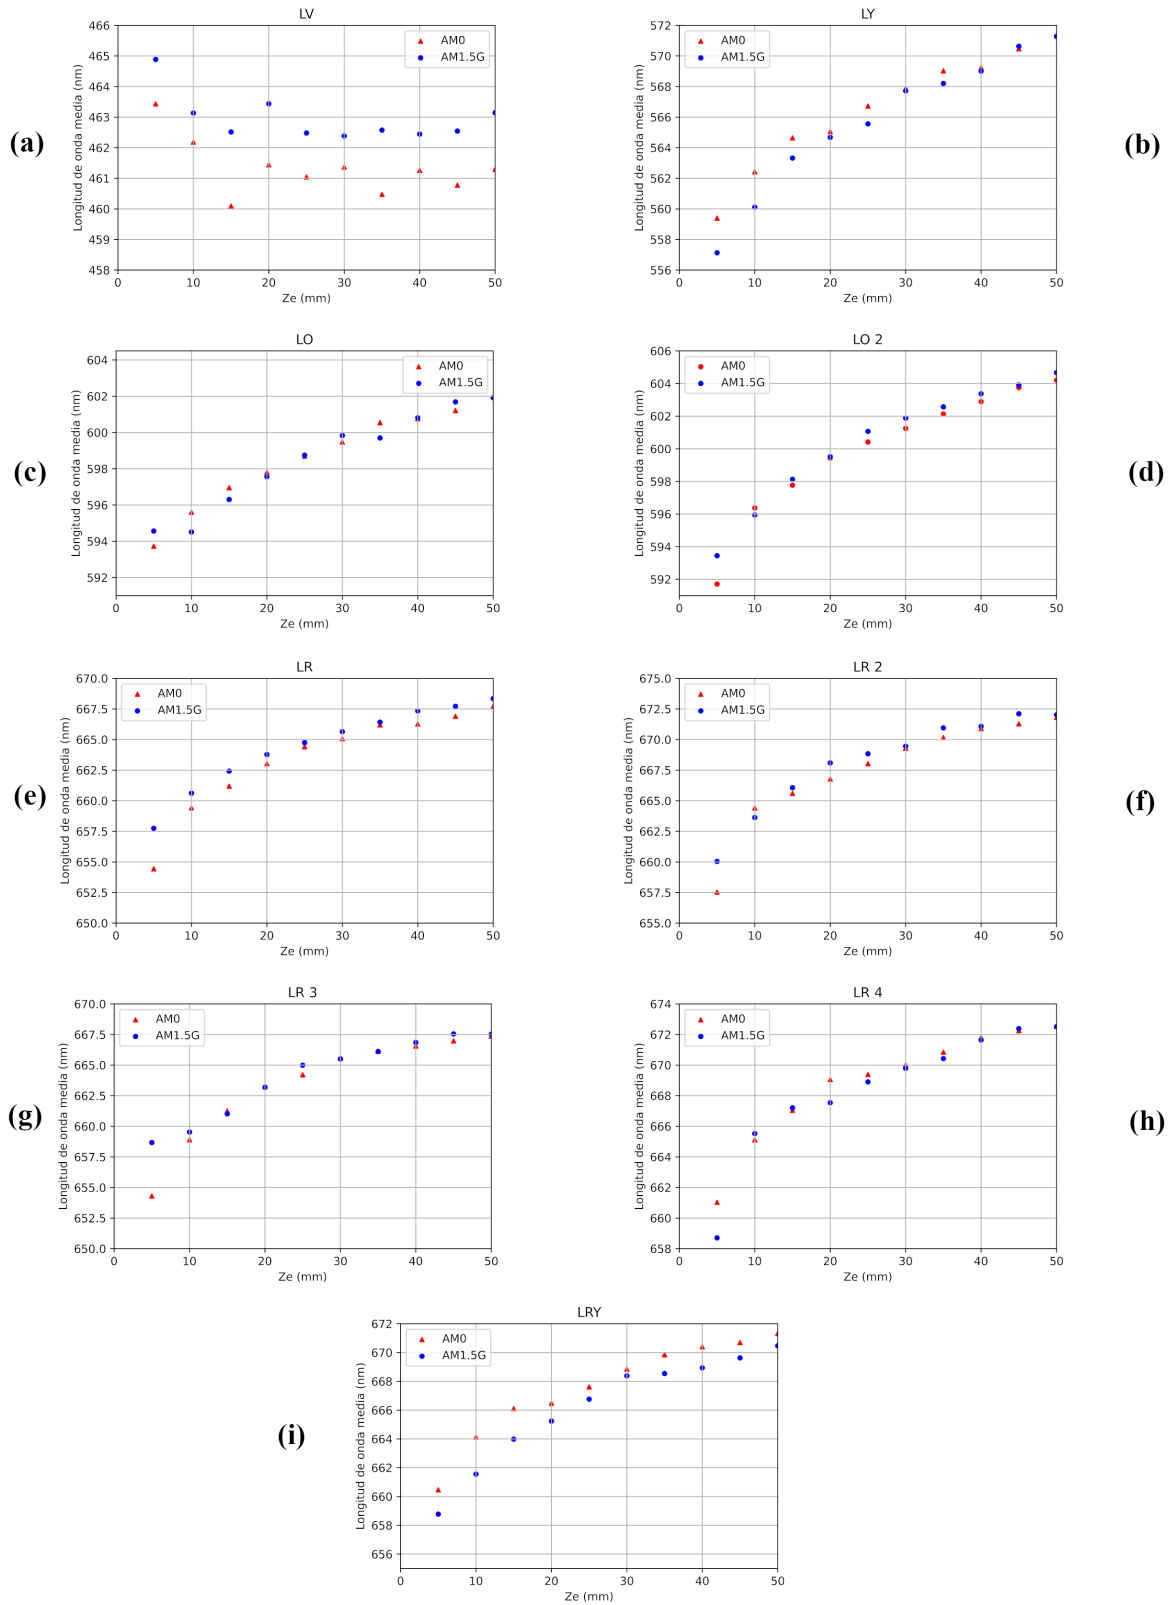 LV
Longitud de onda media (nm)
466
465
464
463
462
461
460
459
458
AM0
AM1.5G
0 10 20 30 40 50
Ze (mm)
(a)
LY
Longitud de onda media (nm)
572
570
568
566
564
562
560
558
556
AM0
AM1.5G
0 10 20 30 40 50
Ze (mm)
(b)
LO
Longitud de onda media (nm)
604
602
600
598
596
594
592
AM0
AM1.5G
0 10 20 30 40 50
Ze (mm)
(c)
LO 2
Longitud de onda media (nm)
606
604
602
600
598
596
594
592
AM0
AM1.5G
0 10 20 30 40 50
Ze (mm)
(d)
LR
Longitud de onda media (nm)
670.0
667.5
665.0
662.5
660.0
657.5
655.0
652.5
650.0
AM0
AM1.5G
0 10 20 30 40 50
Ze (mm)
(e)
LR 2
Longitud de onda media (nm)
675.0
672.5
670.0
667.5
665.0
662.5
660.0
657.5
655.0
AM0
AM1.5G
0 10 20 30 40 50
Ze (mm)
(f)
LR 3
Longitud de onda media (nm)
670.0
667.5
665.0
662.5
660.0
657.5
655.0
652.5
650.0
AM0
AM1.5G
0 10 20 30 40 50
Ze (mm)
(g)
LR 4
Longitud de onda media (nm)
674
672
670
668
666
664
662
660
658
AM0
AM1.5G
0 10 20 30 40 50
Ze (mm)
(h)
LRY
Longitud de onda media (nm)
672
670
668
666
664
662
660
658
656
AM0
AM1.5G
0 10 20 30 40 50
Ze (mm)
(i)